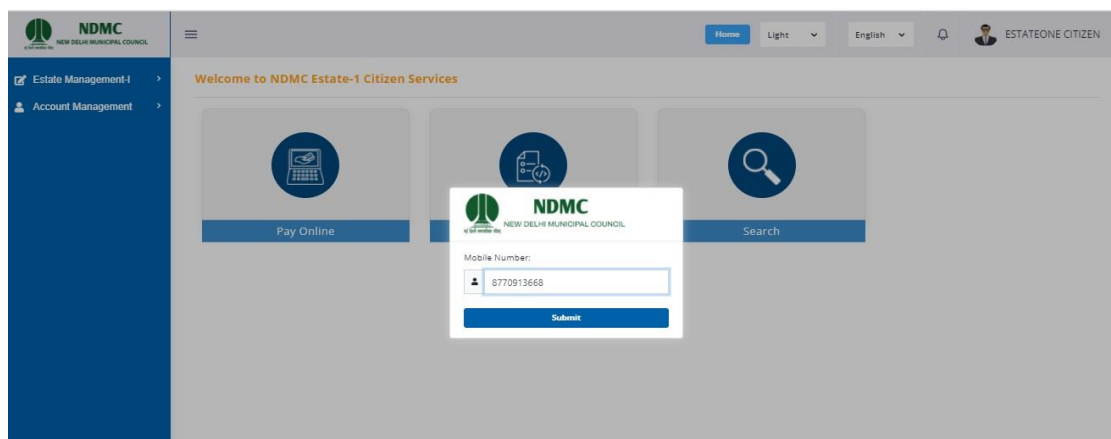 NDMC
NEW DELHI MUNICIPAL COUNCIL
Home
Light
English
ESTATEONE CITIZEN
Estate Management-I
Account Management
Welcome to NDMC Estate-1 Citizen Services
Pay Online
Search
NDMC
NEW DELHI MUNICIPAL COUNCIL
Mobile Number:
8770913668
Submit